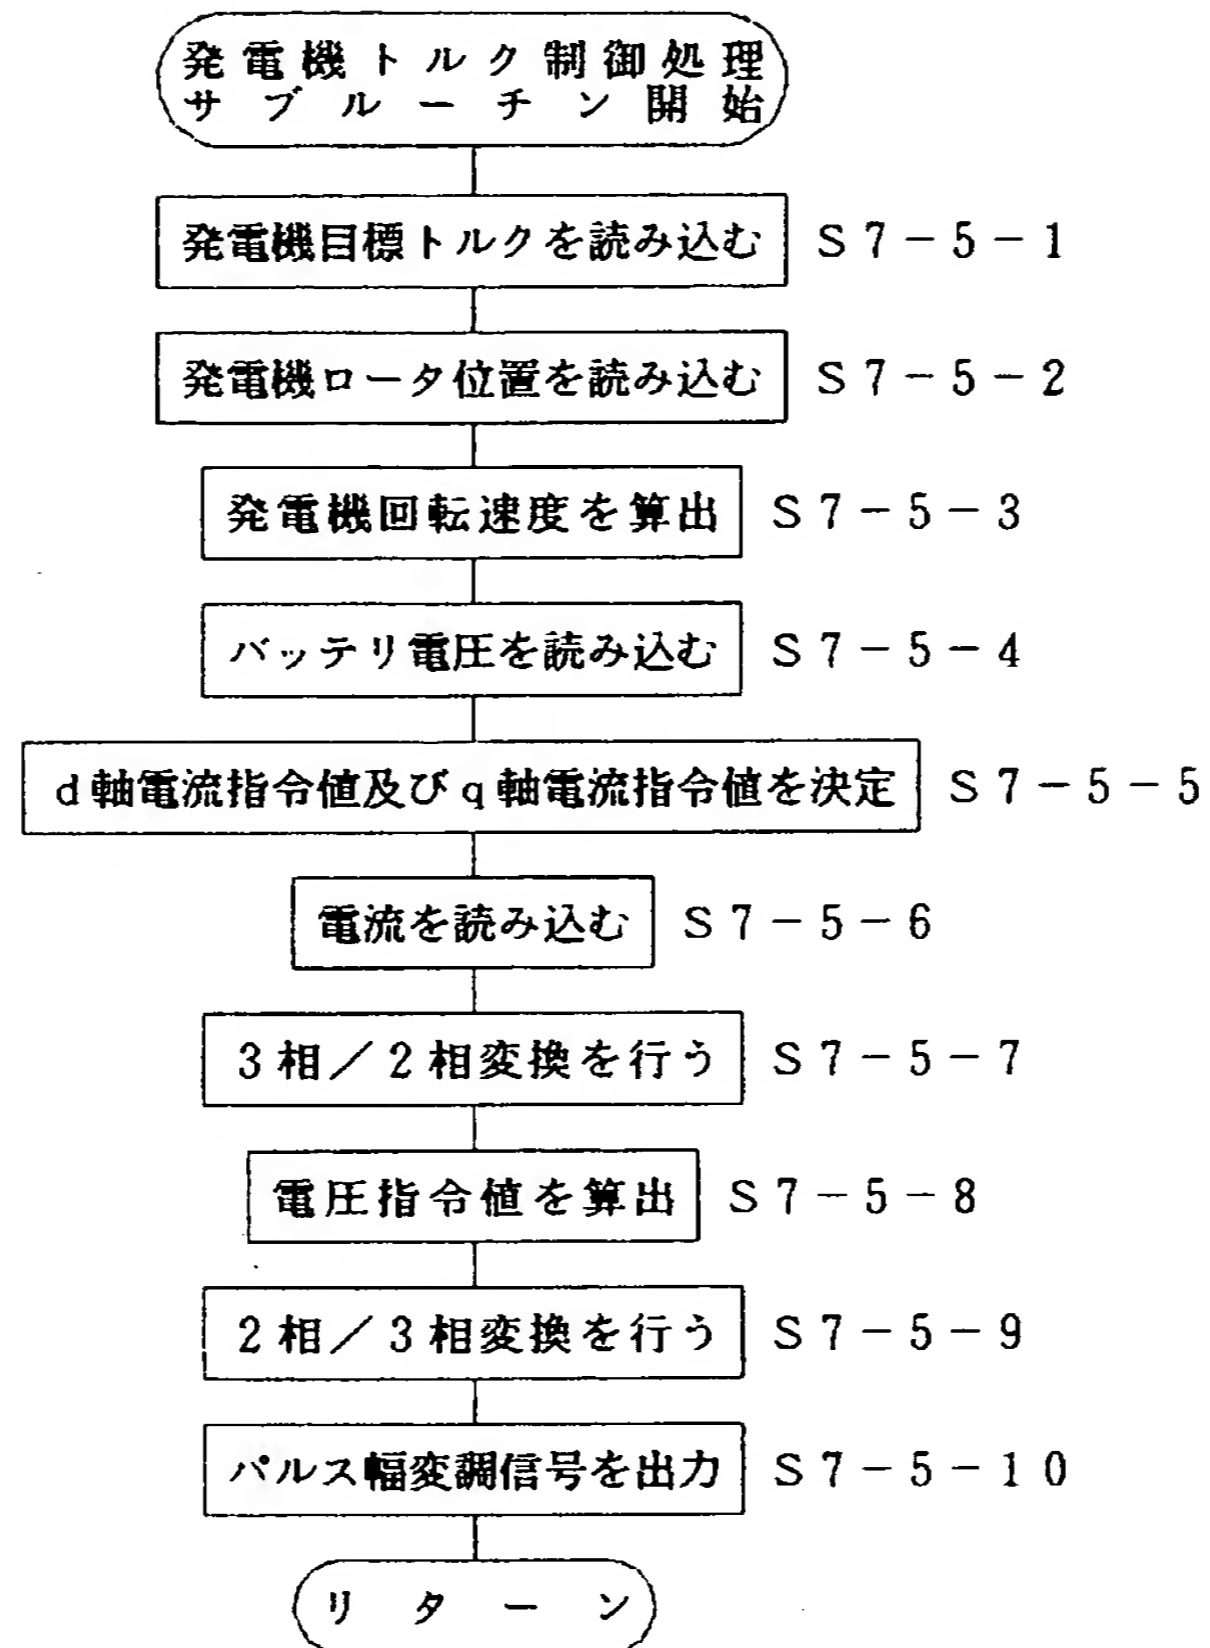 発電機トルク制御処理
サブルーチン開始
発電機目標トルクを読み込む S7-5-1
発電機ロータ位置を読み込む S7-5-2
発電機回転速度を算出 S7-5-3
バッテリ電圧を読み込む S7-5-4
d軸電流指令値及びq軸電流指令値を決定 S7-5-5
電流を読み込む S7-5-6
3相/2相変換を行う S7-5-7
電圧指令値を算出 S7-5-8
2相/3相変換を行う S7-5-9
パルス幅変調信号を出力 S7-5-10
リターン